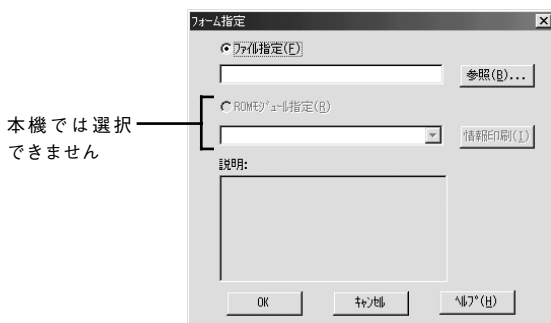 フォーム指定
ﾌｧｲﾙ指定(F)
参照(B)...
ROMﾓｼﾞｭｰﾙ指定(R)
情報印刷(I)
本機では選択
できません
説明:
OK
ｷｬﾝｾﾙ
ﾍﾙﾌﾟ(H)